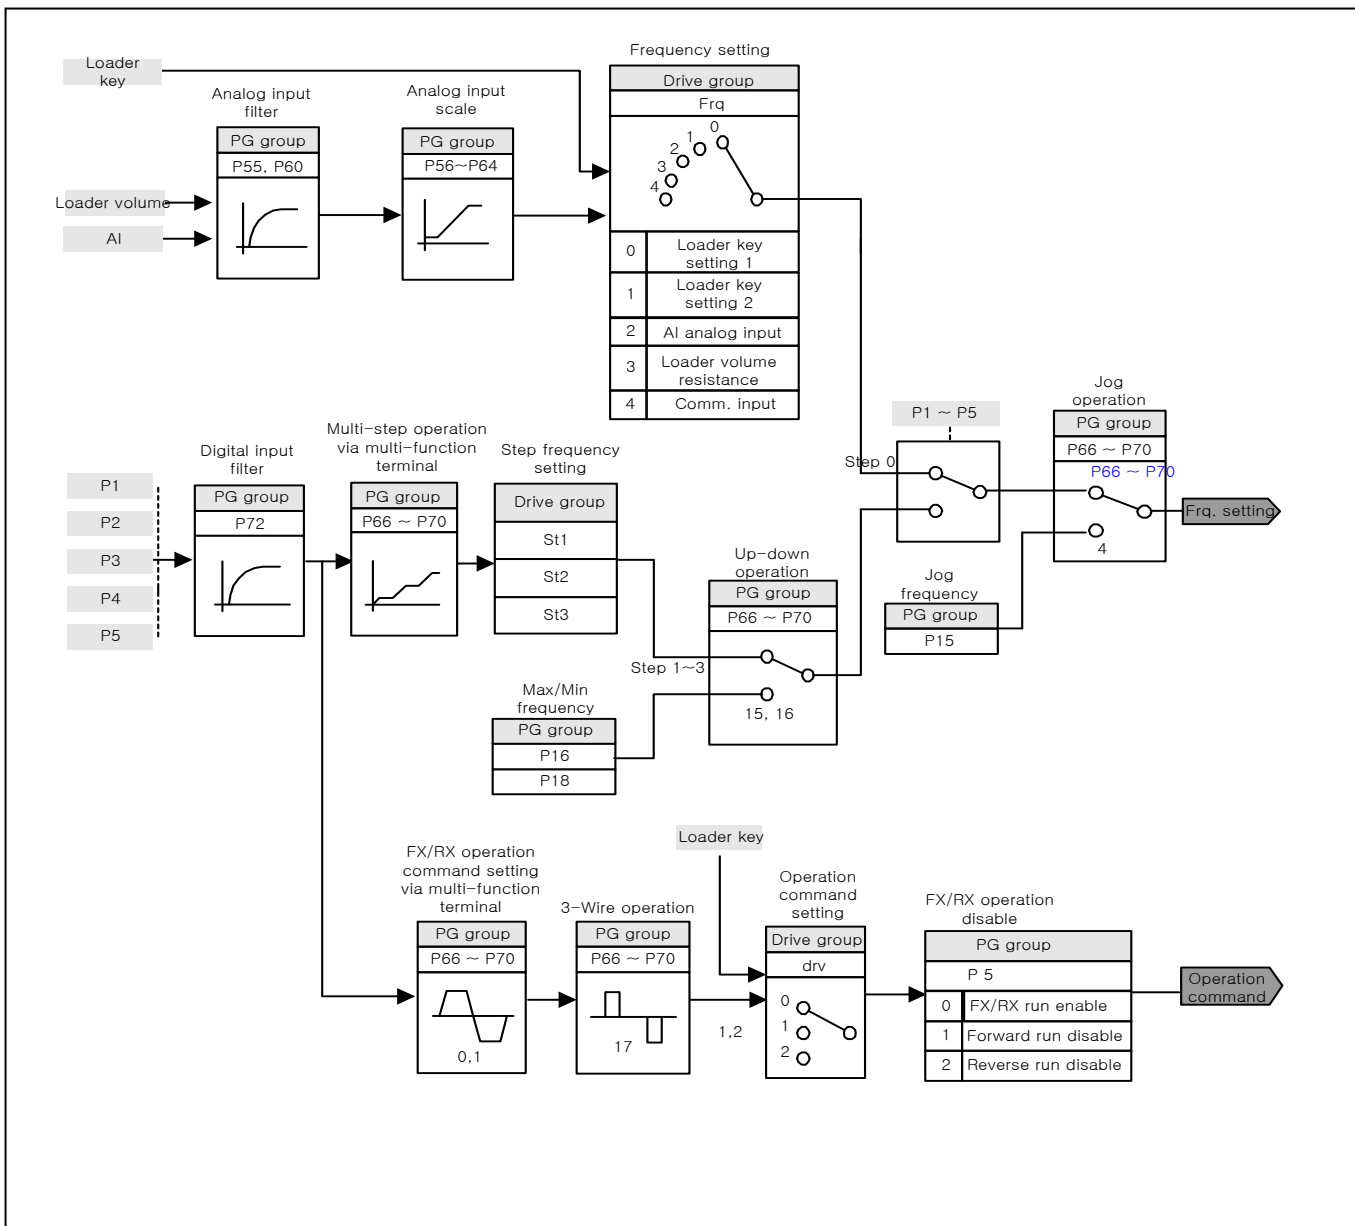 Loader
key
Analog input
filter
PG group
P55, P60
Analog input
scale
PG group
P56~P64
Frequency setting
Drive group
Frq
0
1
2
3
4
0 Loader key
setting 1
1 Loader key
setting 2
2 AI analog input
3 Loader volume
resistance
4 Comm. input
Loader volume
AI
Digital input
filter
PG group
P72
Multi-step operation
via multi-function
terminal
PG group
P66 ~ P70
Step frequency
setting
Drive group
St1
St2
St3
P1
P2
P3
P4
P5
P1 ~ P5
Step 0
Jog
operation
PG group
P66 ~ P70
P66 ~ P70
4
Frq. setting
Up-down
operation
PG group
P66 ~ P70
Step 1~3
15, 16
Jog
frequency
PG group
P15
Max/Min
frequency
PG group
P16
P18
Loader key
FX/RX operation
command setting
via multi-function
terminal
PG group
P66 ~ P70
0,1
3-Wire operation
PG group
P66 ~ P70
17
1,2
Operation
command
setting
Drive group
drv
0
1
2
FX/RX operation
disable
PG group
P 5
0 FX/RX run enable
1 Forward run disable
2 Reverse run disable
Operation
command